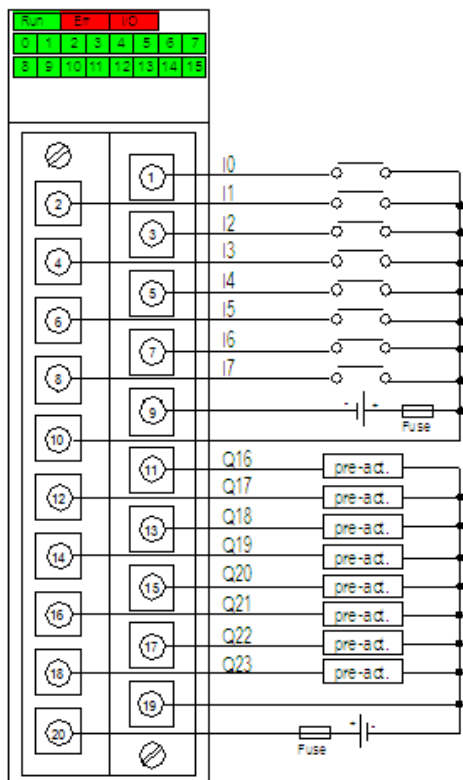 Run Err I/O
0 1 2 3 4 5 6 7
8 9 10 11 12 13 14 15
1 I0
2 I1
3 I2
4 I3
5 I4
6 I5
7 I6
8 I7
9 - + Fuse
10
11 Q16 pre-act.
12 Q17 pre-act.
13 Q18 pre-act.
14 Q19 pre-act.
15 Q20 pre-act.
16 Q21 pre-act.
17 Q22 pre-act.
18 Q23 pre-act.
19
20 Fuse + -